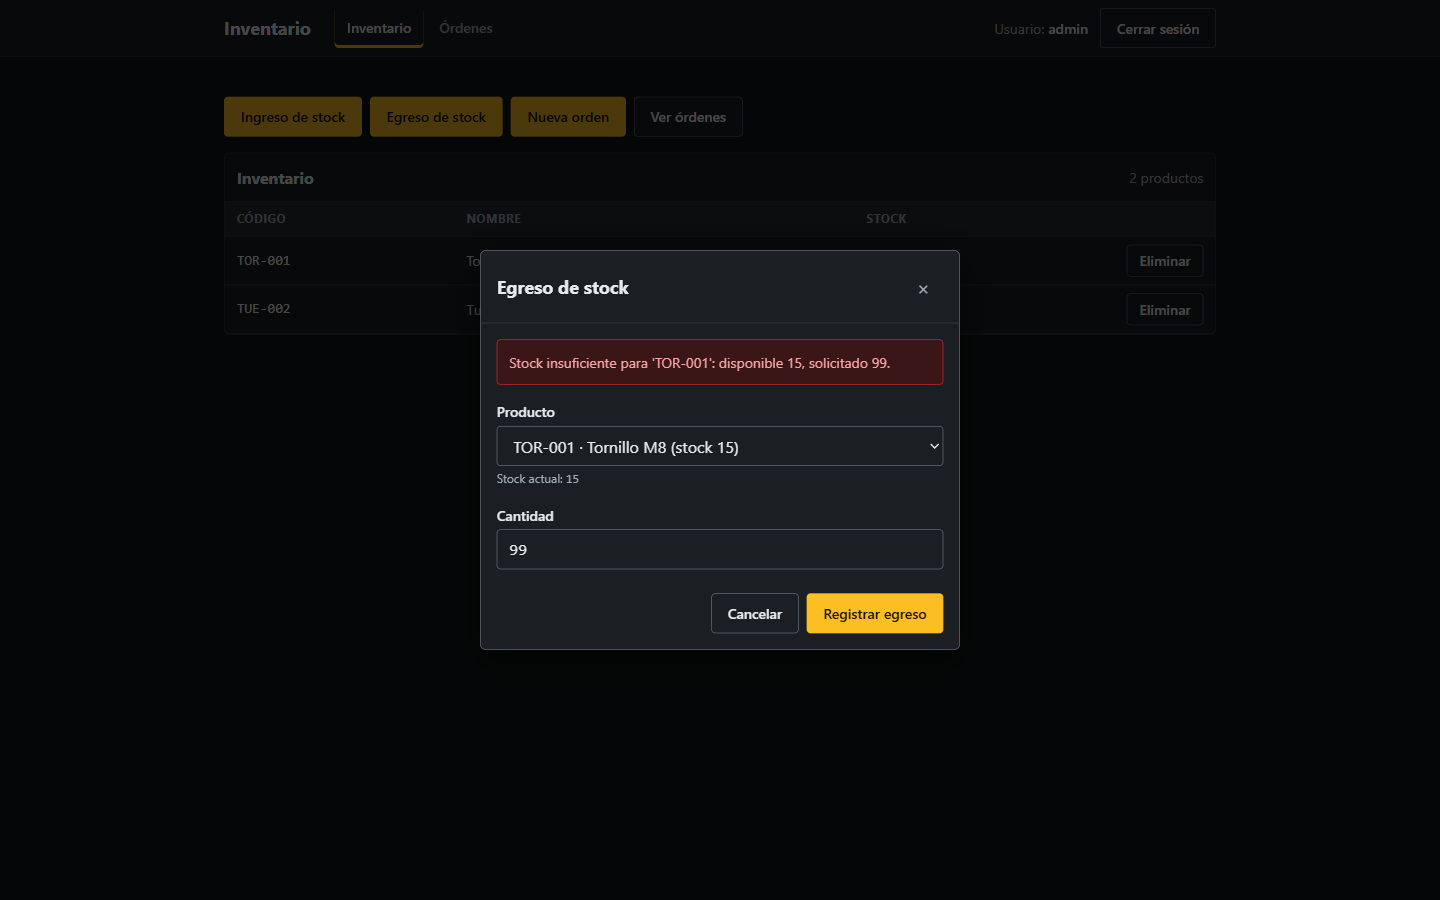 Inventario
Inventario
Órdenes
Usuario: admin
Cerrar sesión
Ingreso de stock
Egreso de stock
Nueva orden
Ver órdenes
Inventario
2 productos
CÓDIGO
NOMBRE
STOCK
TOR-001
To
Eliminar
TUE-002
Tu
Eliminar
Egreso de stock
×
Stock insuficiente para 'TOR-001': disponible 15, solicitado 99.
Producto
TOR-001 · Tornillo M8 (stock 15)
Stock actual: 15
Cantidad
99
Cancelar
Registrar egreso